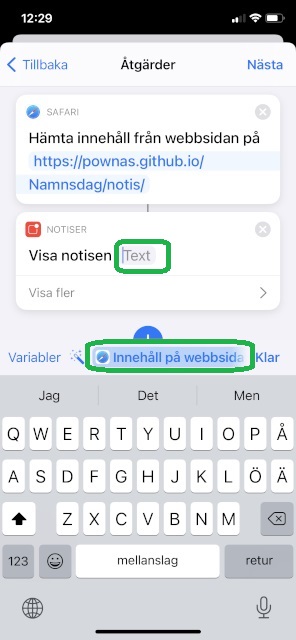 12:29
Tillbaka Åtgärder Nästa
SAFARI
Hämta innehåll från webbsidan på
https://pownas.github.io/
Namnsdag/notis/
NOTISER
Visa notisen Text
Visa fler
Variabler Innehåll på webbsida Klar
Jag Det Men
Q W E R T Y U I O P Å
A S D F G H J K L Ö Ä
Z X C V B N M
123 mellanslag retur